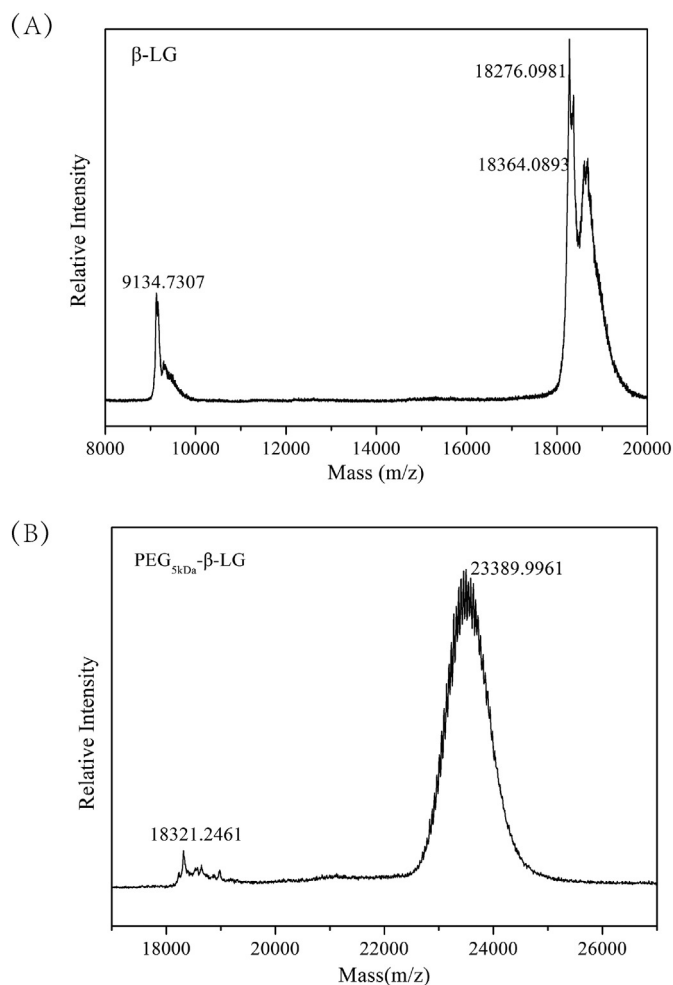 (A)
β-LG
18276.0981
18364.0893
9134.7307
Relative Intensity
8000 10000 12000 14000 16000 18000 20000
Mass (m/z)
(B)
PEG5kDa-β-LG
23389.9961
18321.2461
Relative Intensity
18000 20000 22000 24000 26000
Mass(m/z)